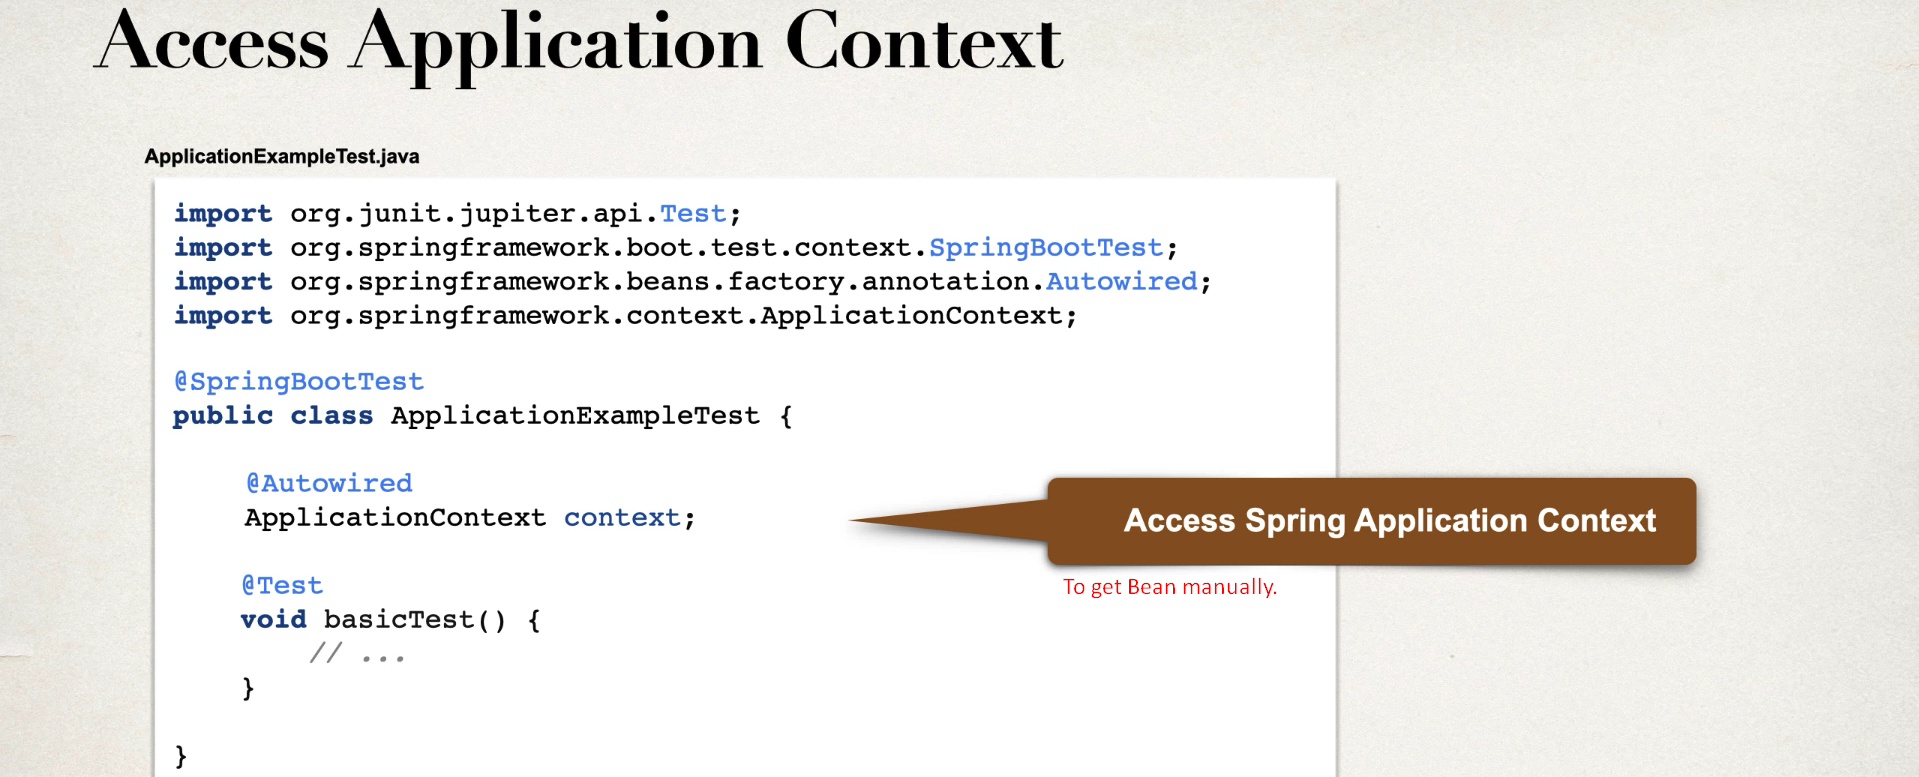 Access Application Context
ApplicationExampleTest.java
import org.junit.jupiter.api.Test;
import org.springframework.boot.test.context.SpringBootTest;
import org.springframework.beans.factory.annotation.Autowired;
import org.springframework.context.ApplicationContext;
@SpringBootTest
public class ApplicationExampleTest {
@Autowired
ApplicationContext context;
Access Spring Application Context
To get Bean manually.
@Test
void basicTest() {
// ...
}
}